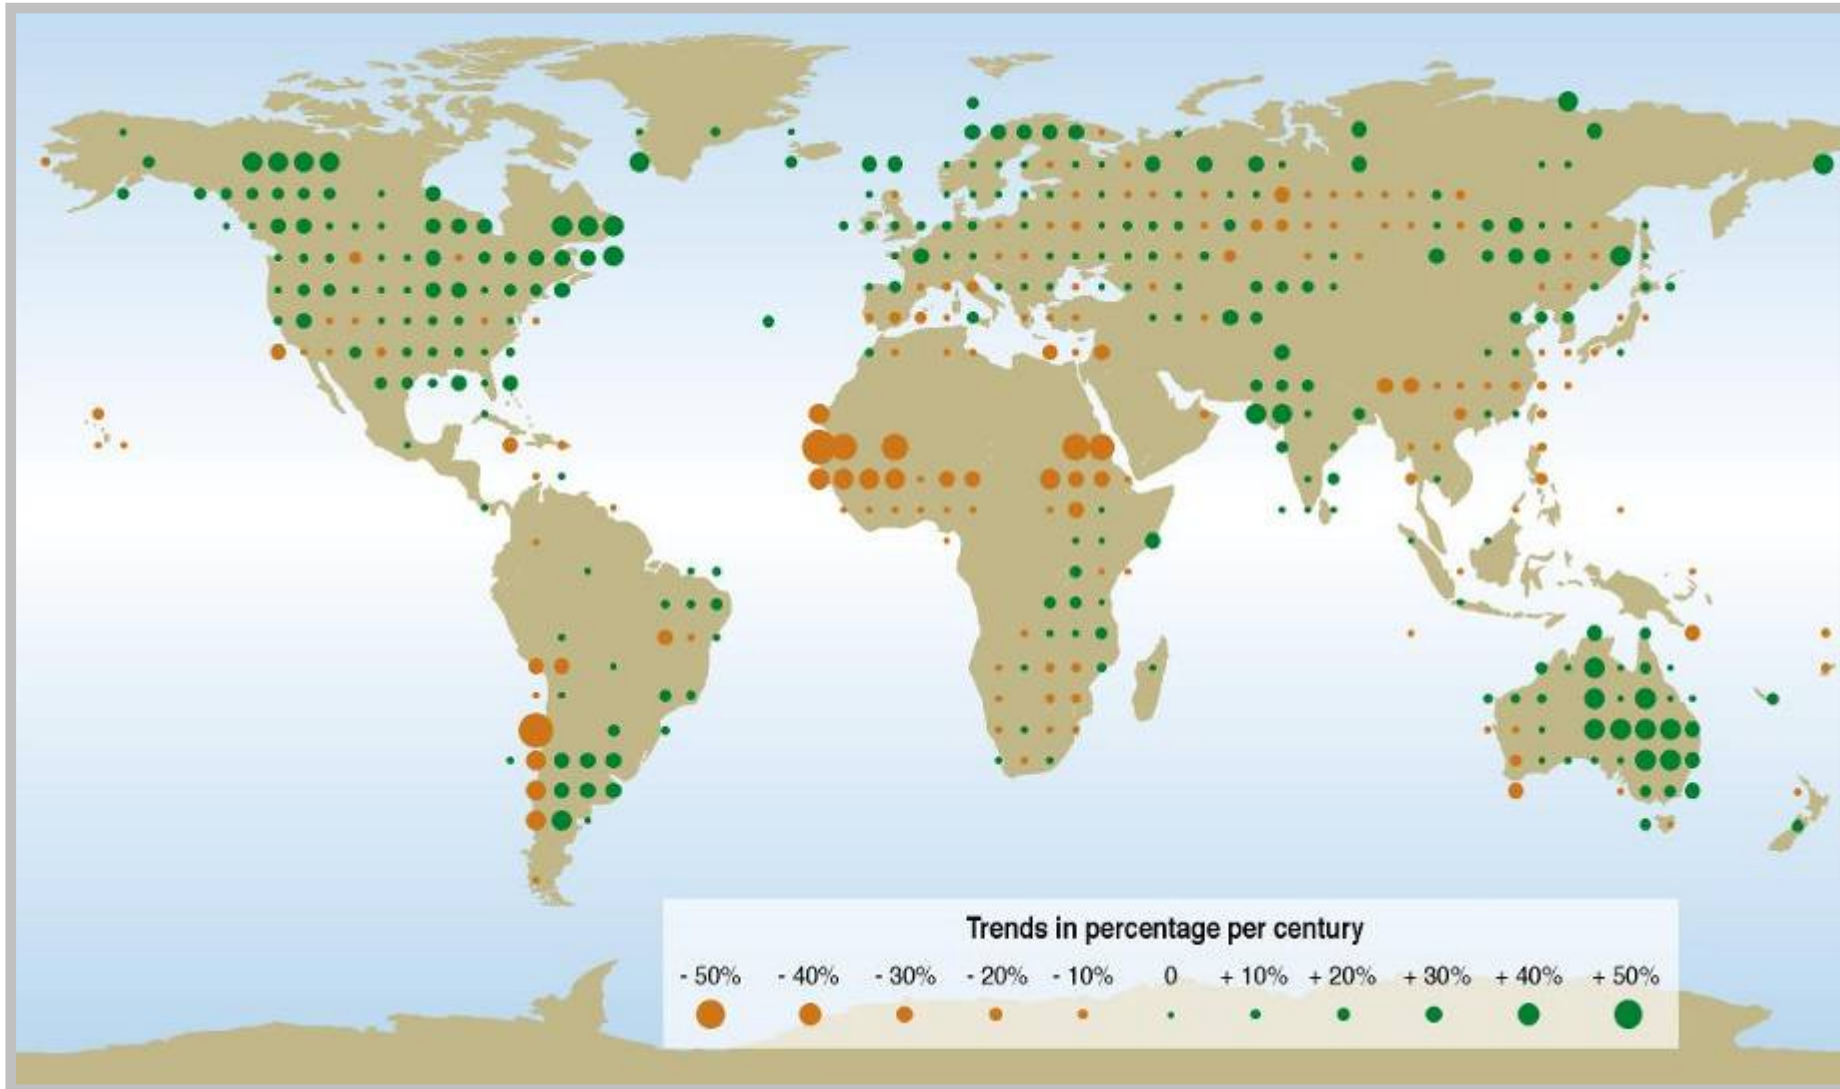 Trends in percentage per century
- 50% - 40% - 30% - 20% - 10% 0 + 10% + 20% + 30% + 40% + 50%